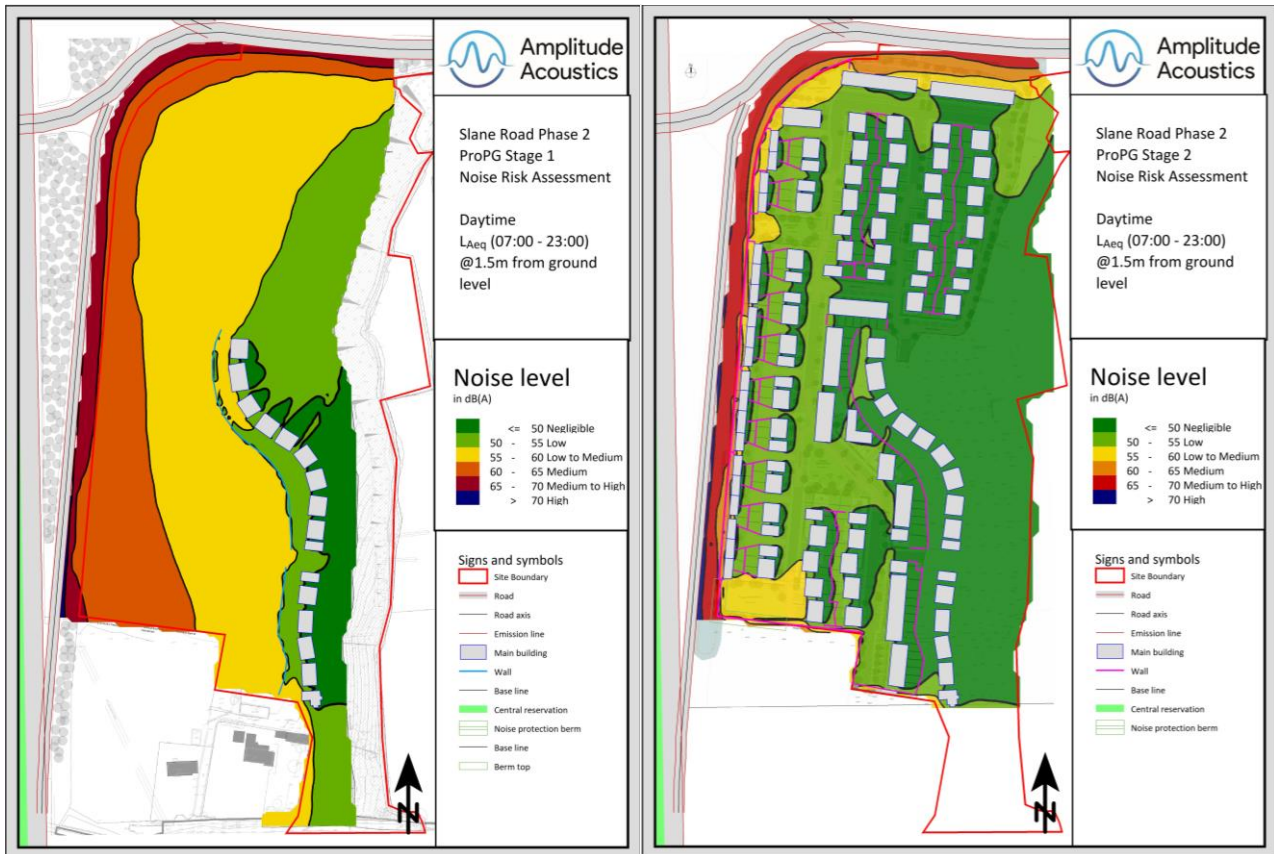 Amplitude
Acoustics
Slane Road Phase 2
ProPG Stage 1
Noise Risk Assessment
Daytime
LAeq (07:00 - 23:00)
@1.5m from ground
level
Noise level
in dB(A)
<= 50 Negligible
50 - 55 Low
55 - 60 Low to Medium
60 - 65 Medium
65 - 70 Medium to High
> 70 High
Signs and symbols
Site Boundary
Road
Road axis
Emission line
Main building
Wall
Base line
Central reservation
Noise protection berm
Base line
Berm top
N
Amplitude
Acoustics
Slane Road Phase 2
ProPG Stage 2
Noise Risk Assessment
Daytime
LAeq (07:00 - 23:00)
@1.5m from ground
level
Noise level
in dB(A)
<= 50 Negligible
50 - 55 Low
55 - 60 Low to Medium
60 - 65 Medium
65 - 70 Medium to High
> 70 High
Signs and symbols
Site Boundary
Road
Road axis
Emission line
Main building
Wall
Base line
Central reservation
Noise protection berm
N